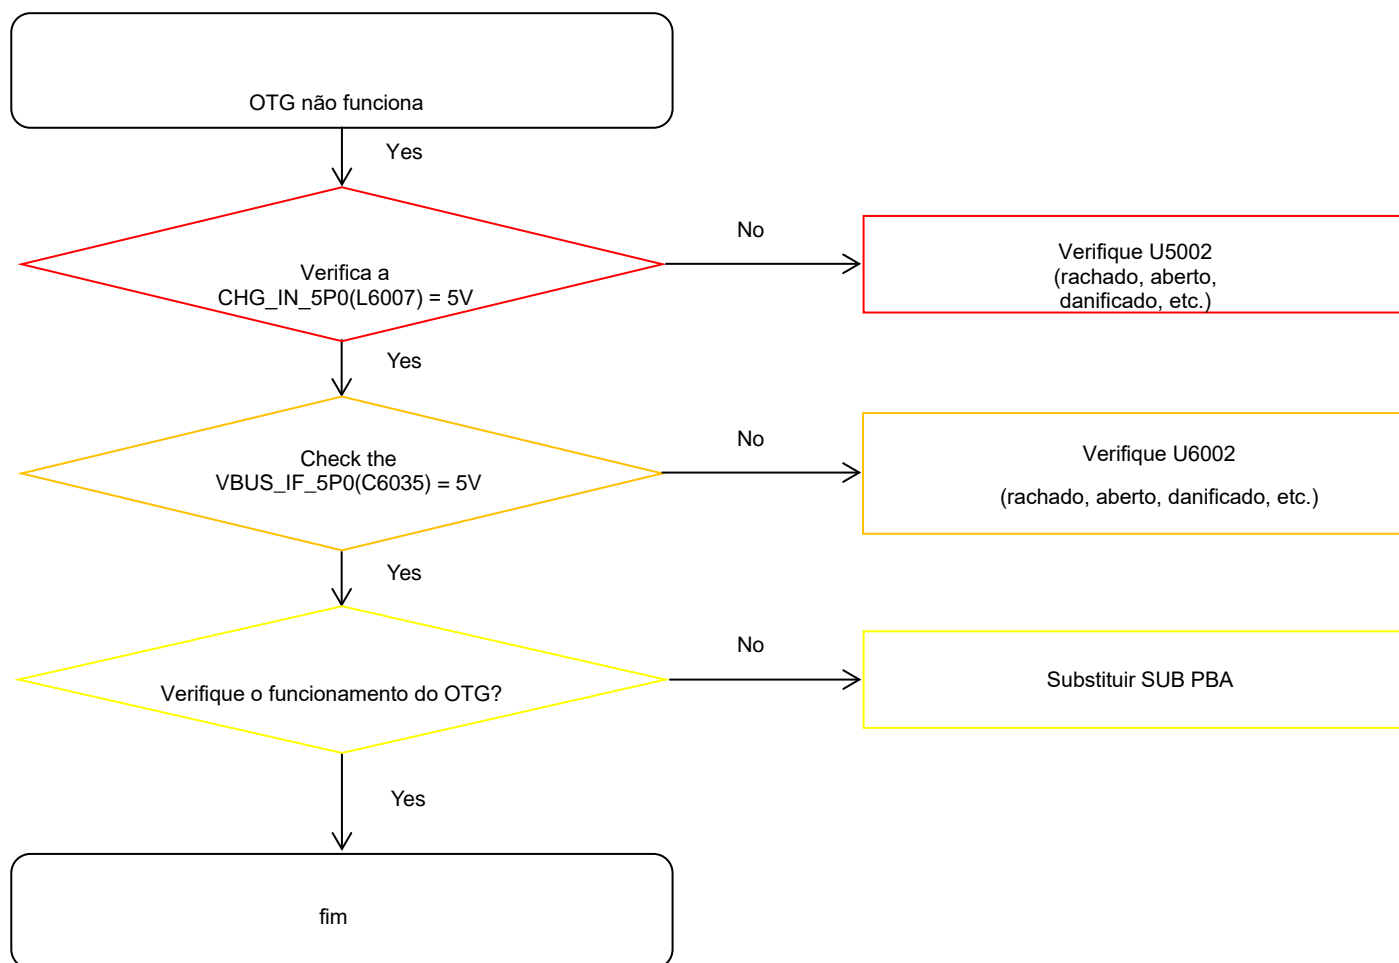 OTG não funciona
Yes
Verifica a
CHG_IN_5P0(L6007) = 5V
No
Verifique U5002
(rachado, aberto,
danificado, etc.)
Yes
Check the
VBUS_IF_5P0(C6035) = 5V
No
Verifique U6002
(rachado, aberto, danificado, etc.)
Yes
Verifique o funcionamento do OTG?
No
Substituir SUB PBA
Yes
fim